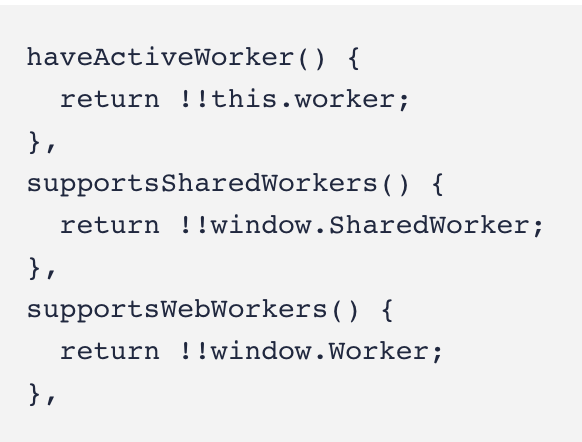 haveActiveWorker() {
  return !!this.worker;
},
supportsSharedWorkers() {
  return !!window.SharedWorker;
},
supportsWebWorkers() {
  return !!window.Worker;
},